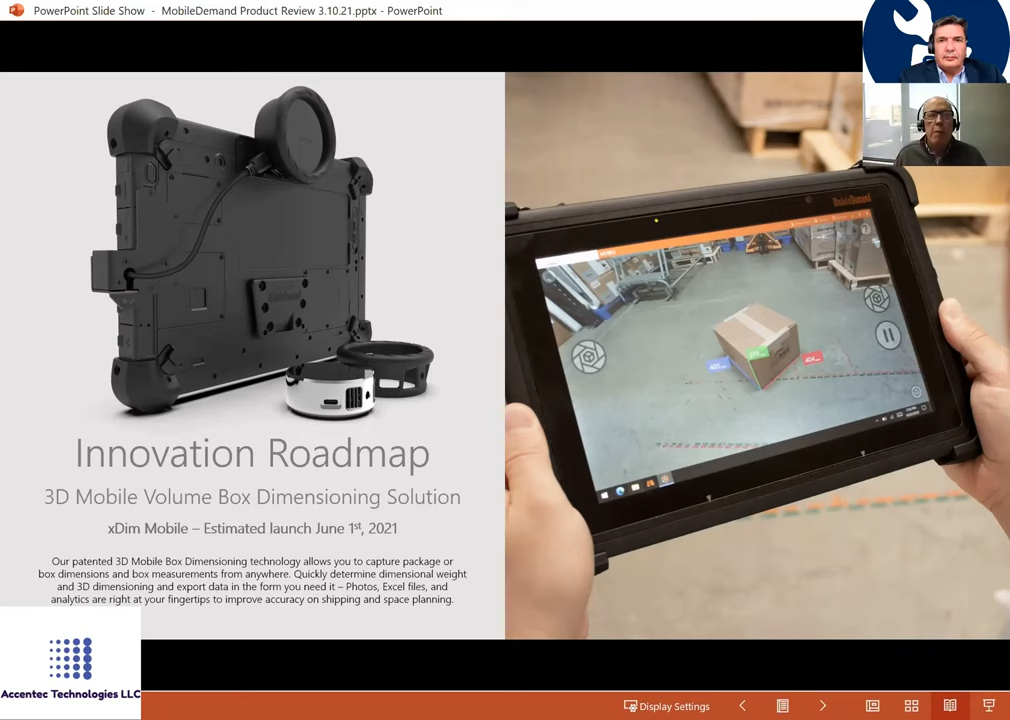 PowerPoint Slide Show - MobileDemand Product Review 3.10.21.pptx - PowerPoint
MobileDemand
Innovation Roadmap
3D Mobile Volume Box Dimensioning Solution
xDim Mobile – Estimated launch June 1st, 2021
Our patented 3D Mobile Box Dimensioning technology allows you to capture package or
box dimensions and box measurements from anywhere. Quickly determine dimensional weight
and 3D dimensioning and export data in the form you need it – Photos, Excel files, and
analytics are right at your fingertips to improve accuracy on shipping and space planning.
Accentec Technologies LLC
Display Settings